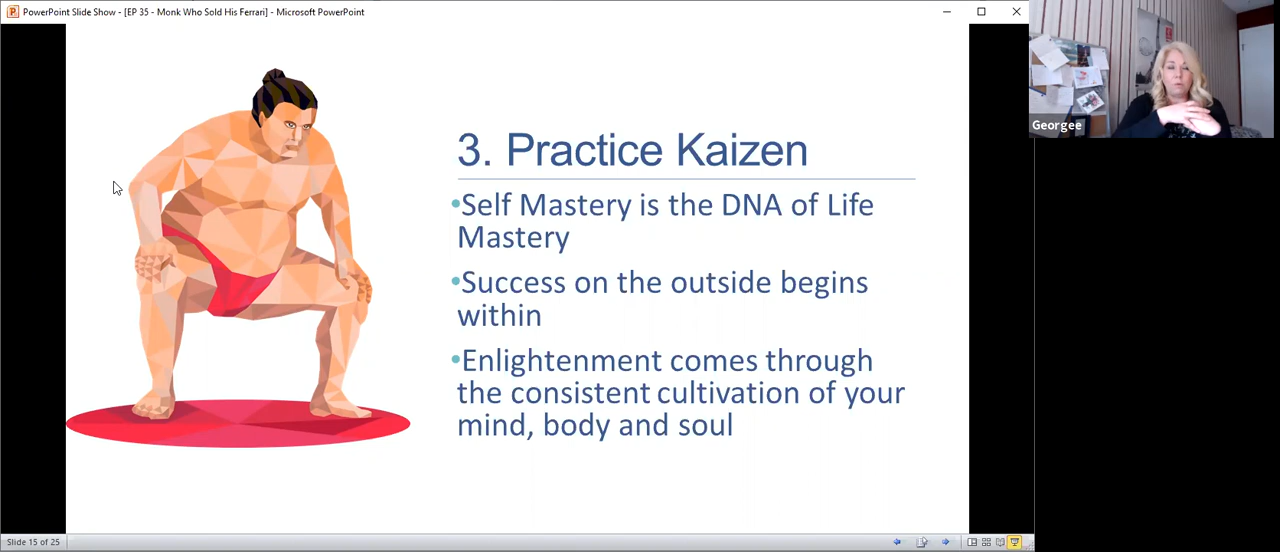 PowerPoint Slide Show - [EP 35 - Monk Who Sold His Ferrari] - Microsoft PowerPoint
Georgee
3. Practice Kaizen
•Self Mastery is the DNA of Life
Mastery
•Success on the outside begins
within
•Enlightenment comes through
the consistent cultivation of your
mind, body and soul
Slide 15 of 25